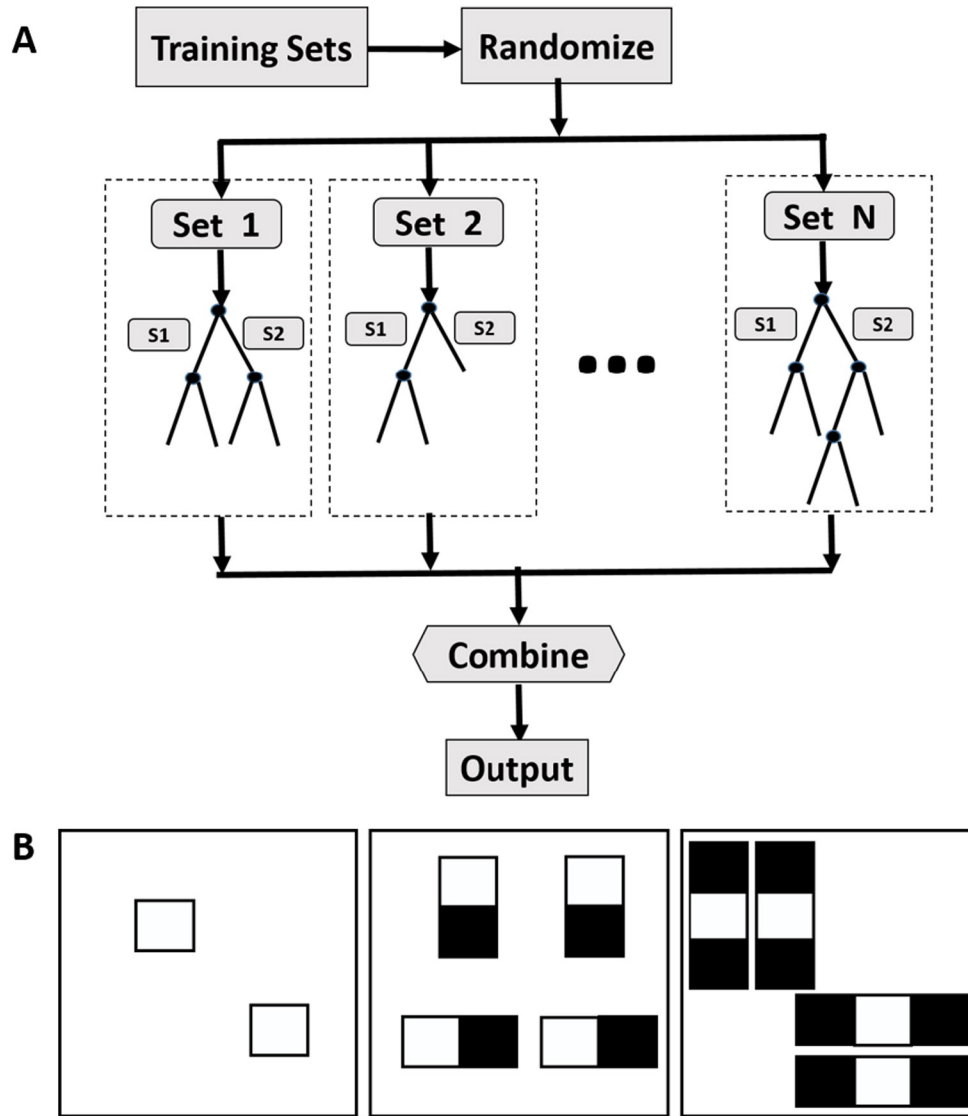 A
Training Sets
Randomize
Set 1
Set 2
Set N
S1
S2
S1
S2
S1
S2
Combine
Output
B